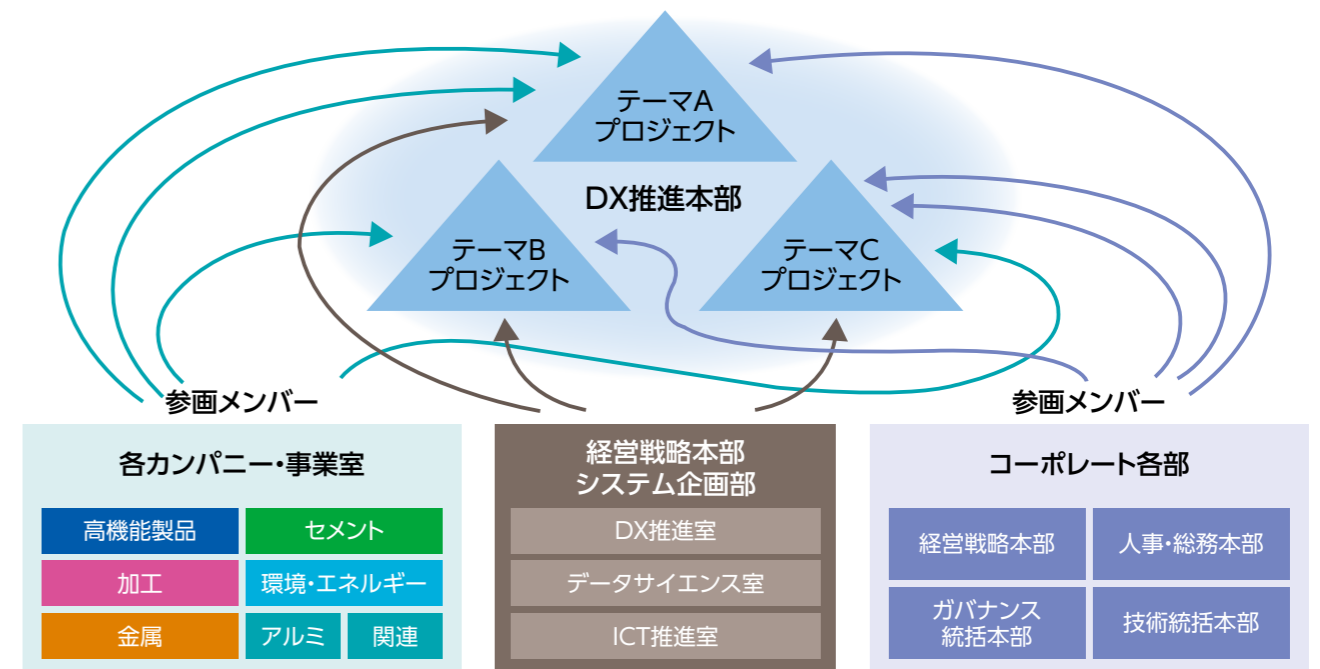 テーマA
プロジェクト
DX推進本部
テーマB
プロジェクト
テーマC
プロジェクト
参画メンバー
各カンパニー・事業室
高機能製品
セメント
加工
環境・エネルギー
金属
アルミ
関連
経営戦略本部
システム企画部
DX推進室
データサイエンス室
ICT推進室
参画メンバー
コーポレート各部
経営戦略本部
人事・総務本部
ガバナンス
統括本部
技術統括本部